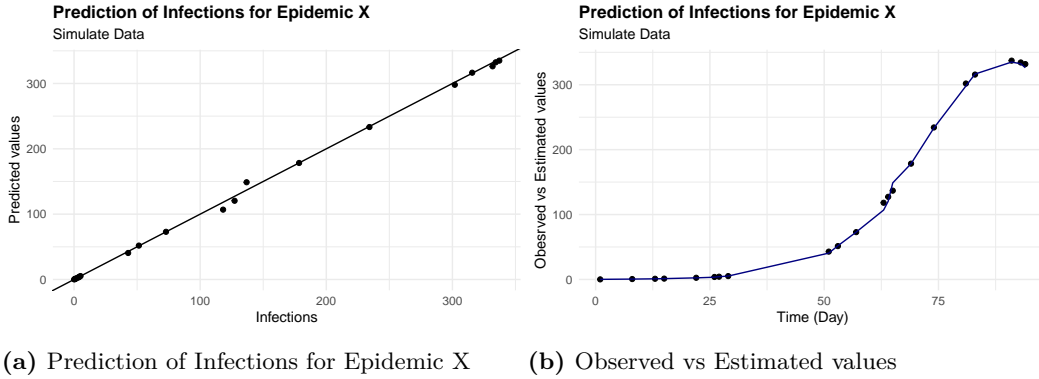 Prediction of Infections for Epidemic X
Simulate Data
300
200
100
0
Predicted values
0 100 200 300
Infections
Prediction of Infections for Epidemic X
Simulate Data
300
200
100
0
Obesrved vs Estimated values
0 25 50 75
Time (Day)
(a) Prediction of Infections for Epidemic X
(b) Observed vs Estimated values